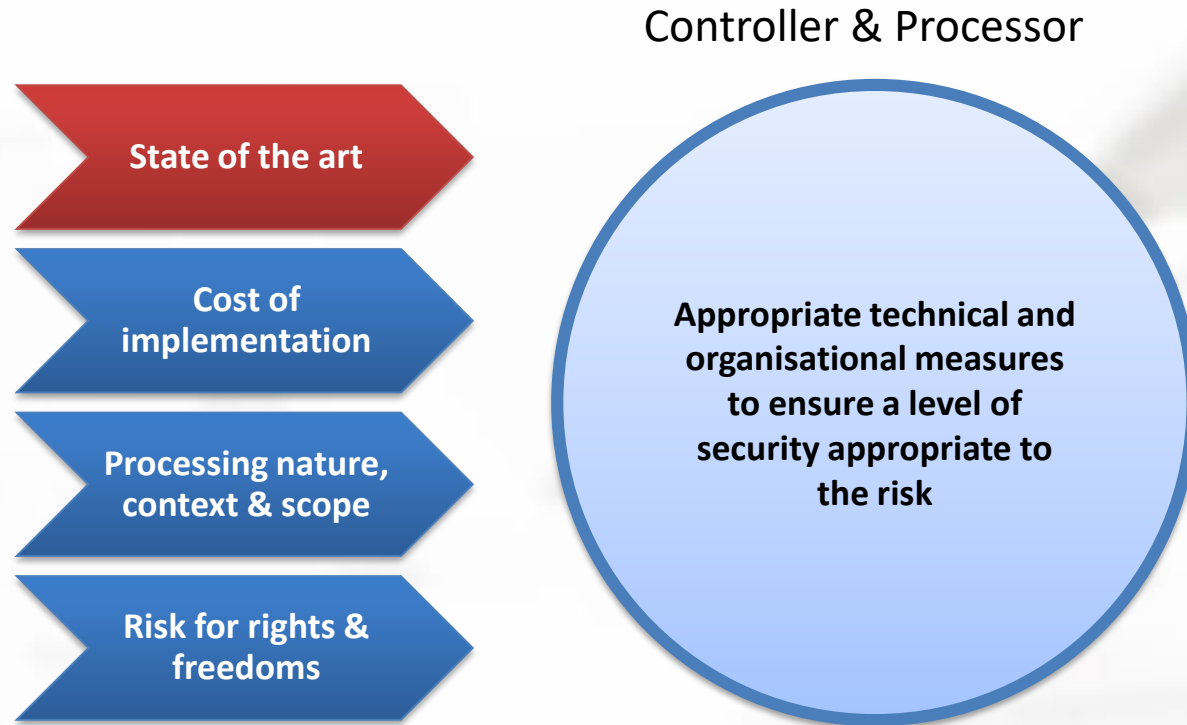 Controller & Processor
State of the art
Cost of
implementation
Processing nature,
context & scope
Risk for rights &
freedoms
Appropriate technical and
organisational measures
to ensure a level of
security appropriate to
the risk